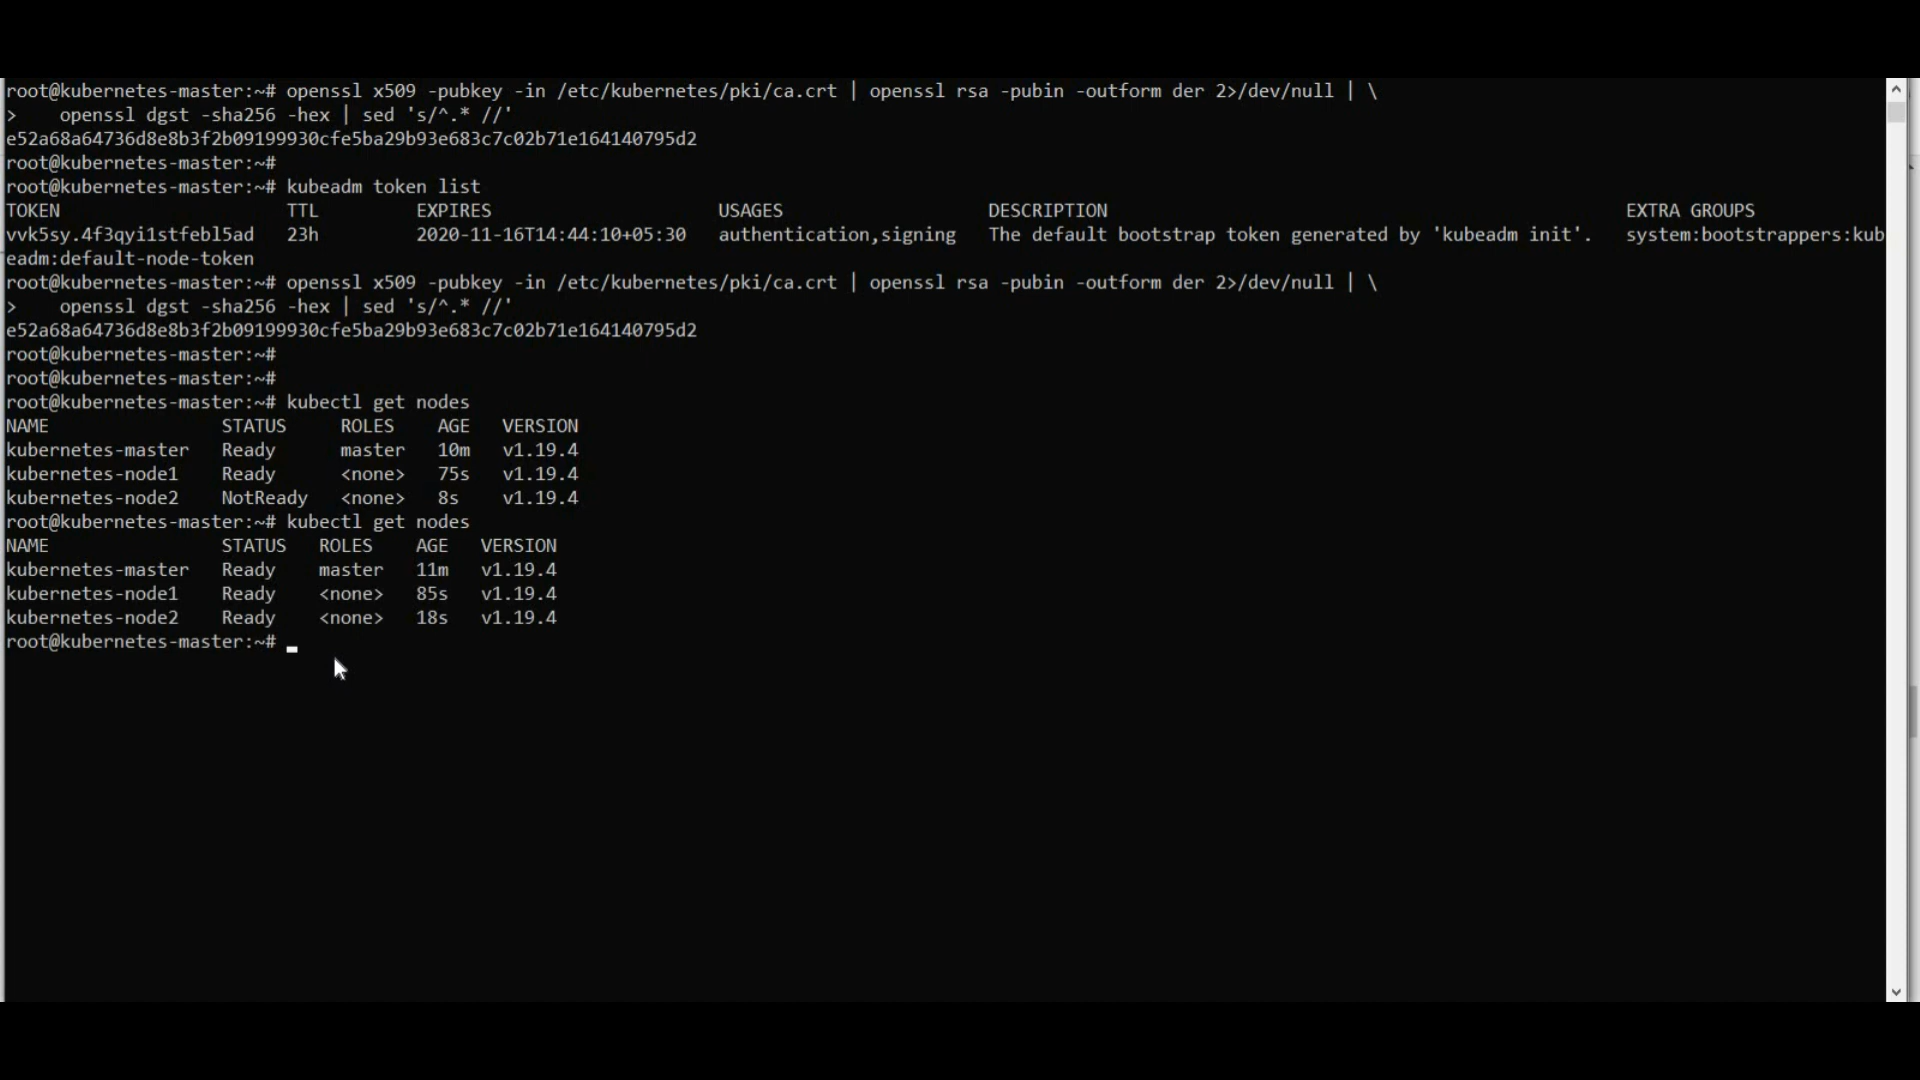 root@kubernetes-master:~# openssl x509 -pubkey -in /etc/kubernetes/pki/ca.crt | openssl rsa -pubin -outform der 2>/dev/null | \
>    openssl dgst -sha256 -hex | sed 's/^.* //'
e52a68a64736d8e8b3f2b09199930cfe5ba29b93e683c7c02b71e164140795d2
root@kubernetes-master:~#
root@kubernetes-master:~# kubeadm token list
TOKEN                     TTL         EXPIRES                     USAGES                   DESCRIPTION                                                EXTRA GROUPS
vvk5sy.4f3qyi1stfebl5ad   23h         2020-11-16T14:44:10+05:30   authentication,signing   The default bootstrap token generated by 'kubeadm init'.   system:bootstrappers:kub
eadm:default-node-token
root@kubernetes-master:~# openssl x509 -pubkey -in /etc/kubernetes/pki/ca.crt | openssl rsa -pubin -outform der 2>/dev/null | \
>    openssl dgst -sha256 -hex | sed 's/^.* //'
e52a68a64736d8e8b3f2b09199930cfe5ba29b93e683c7c02b71e164140795d2
root@kubernetes-master:~#
root@kubernetes-master:~#
root@kubernetes-master:~# kubectl get nodes
NAME                STATUS     ROLES    AGE   VERSION
kubernetes-master   Ready      master   10m   v1.19.4
kubernetes-node1    Ready      <none>   75s   v1.19.4
kubernetes-node2    NotReady   <none>   8s    v1.19.4
root@kubernetes-master:~# kubectl get nodes
NAME                STATUS   ROLES    AGE   VERSION
kubernetes-master   Ready    master   11m   v1.19.4
kubernetes-node1    Ready    <none>   85s   v1.19.4
kubernetes-node2    Ready    <none>   18s   v1.19.4
root@kubernetes-master:~#